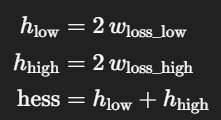 h_low = 2 w_loss_low
h_high = 2 w_loss_high
hess = h_low + h_high